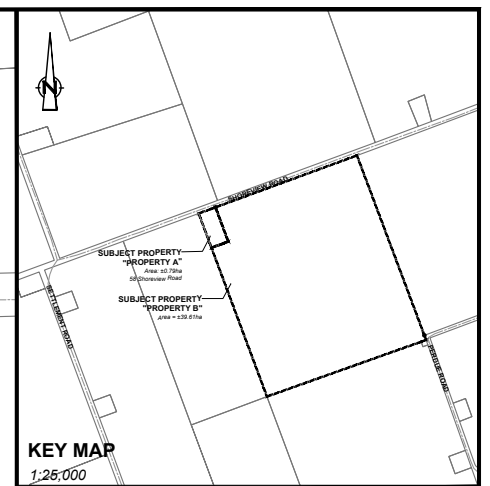 N
SHOREVIEW ROAD
SUBJECT PROPERTY
"PROPERTY A"
Area: ±0.79ha
58 Shoreview Road
SUBJECT PROPERTY
"PROPERTY B"
area = ±39.61ha
SETTLEMENT ROAD
PERDUE ROAD
KEY MAP
1:25,000